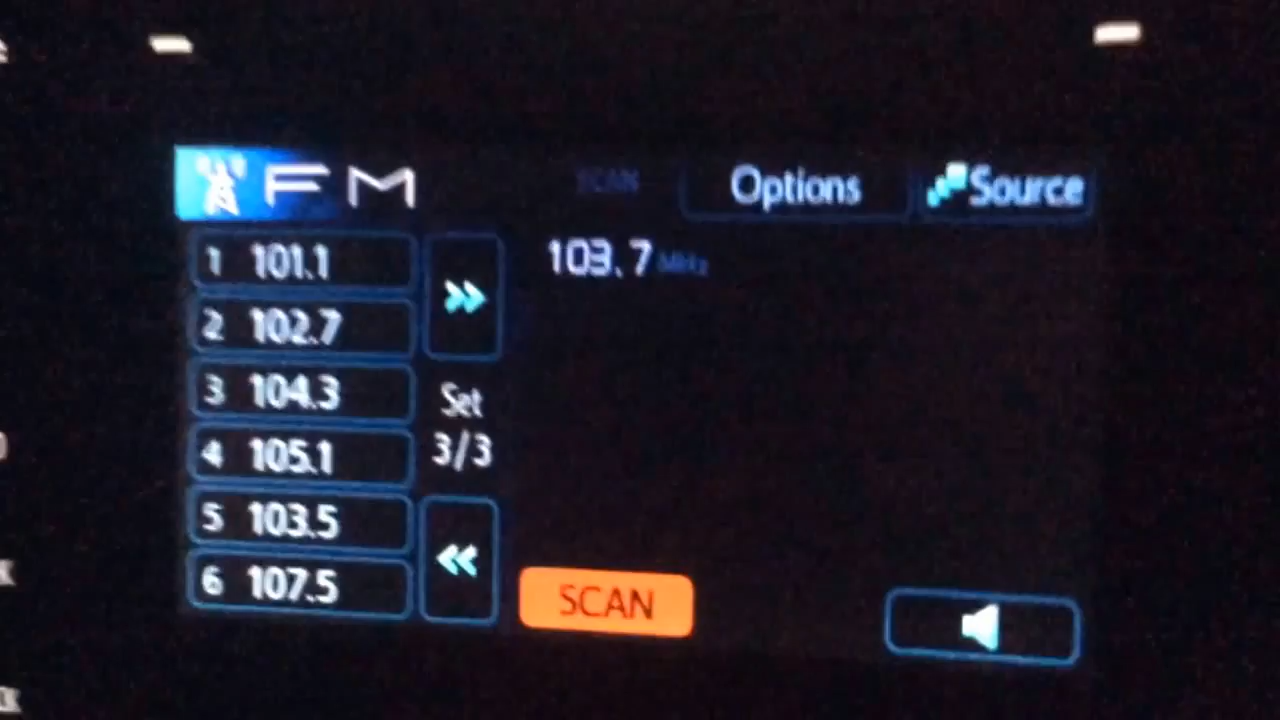 FM
SCAN
Options
Source
1 101.1
2 102.7
3 104.3
4 105.1
5 103.5
6 107.5
Set
3/3
103.7 MHz
SCAN